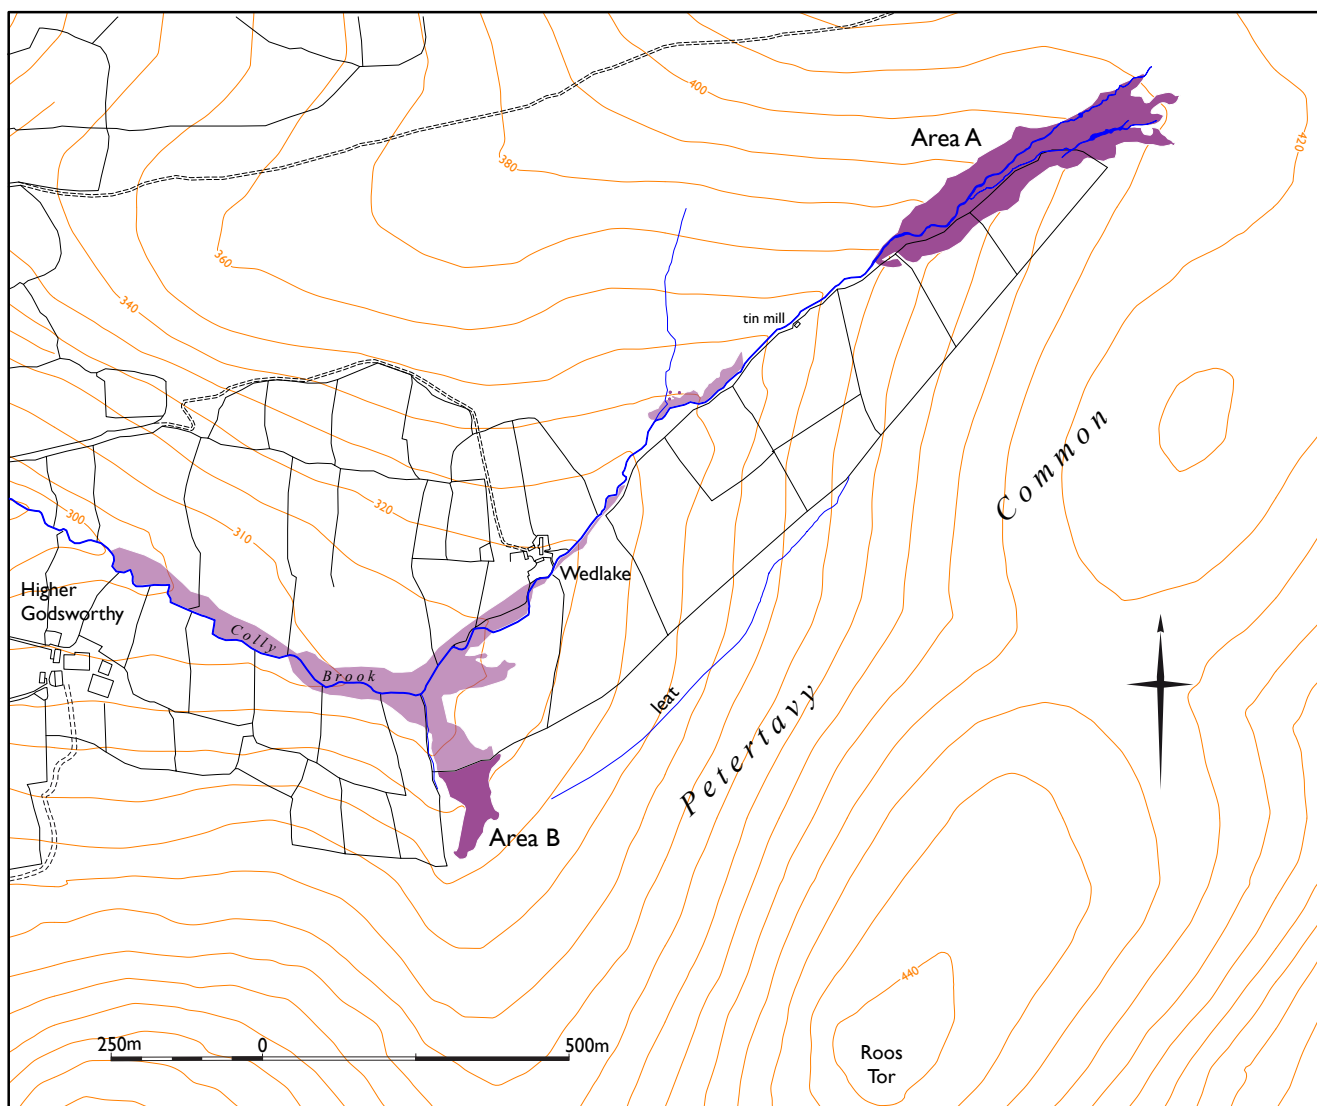 400
Area A
420
380
360
340
tin mill
Common
320
300
310
Wedlake
Higher
Godsworthy
Colly
Brook
leat
Petertavy
Area B
440
250m
0
500m
Roos
Tor